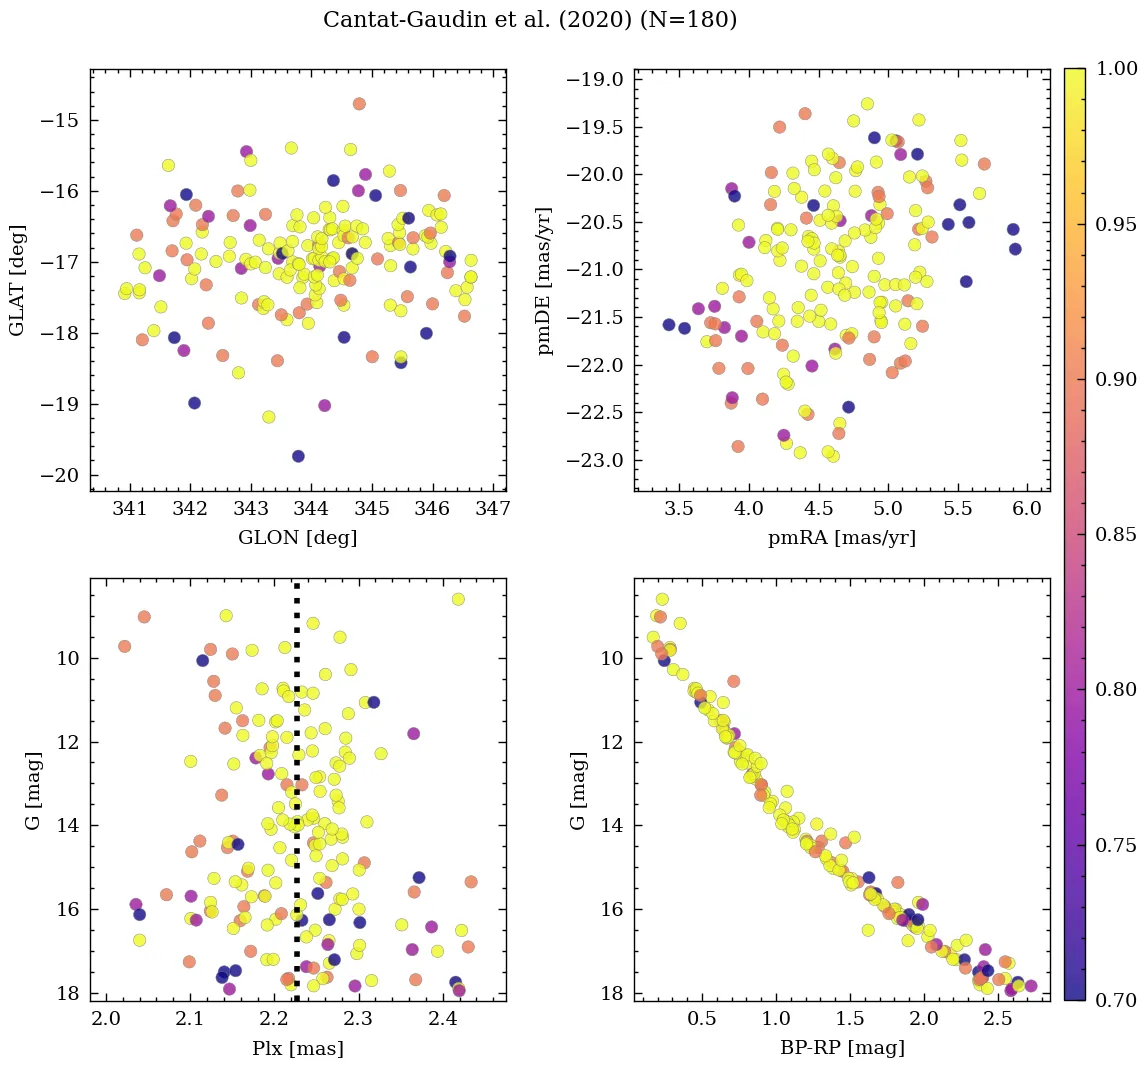 Cantat-Gaudin et al. (2020) (N=180)
−15
−16
−17
−18
−19
−20
GLAT [deg]
341 342 343 344 345 346 347
GLON [deg]
−19.0
−19.5
−20.0
−20.5
−21.0
−21.5
−22.0
−22.5
−23.0
pmDE [mas/yr]
3.5 4.0 4.5 5.0 5.5 6.0
pmRA [mas/yr]
10
12
14
16
18
G [mag]
2.0 2.1 2.2 2.3 2.4
Plx [mas]
10
12
14
16
18
G [mag]
0.5 1.0 1.5 2.0 2.5
BP-RP [mag]
1.00
0.95
0.90
0.85
0.80
0.75
0.70